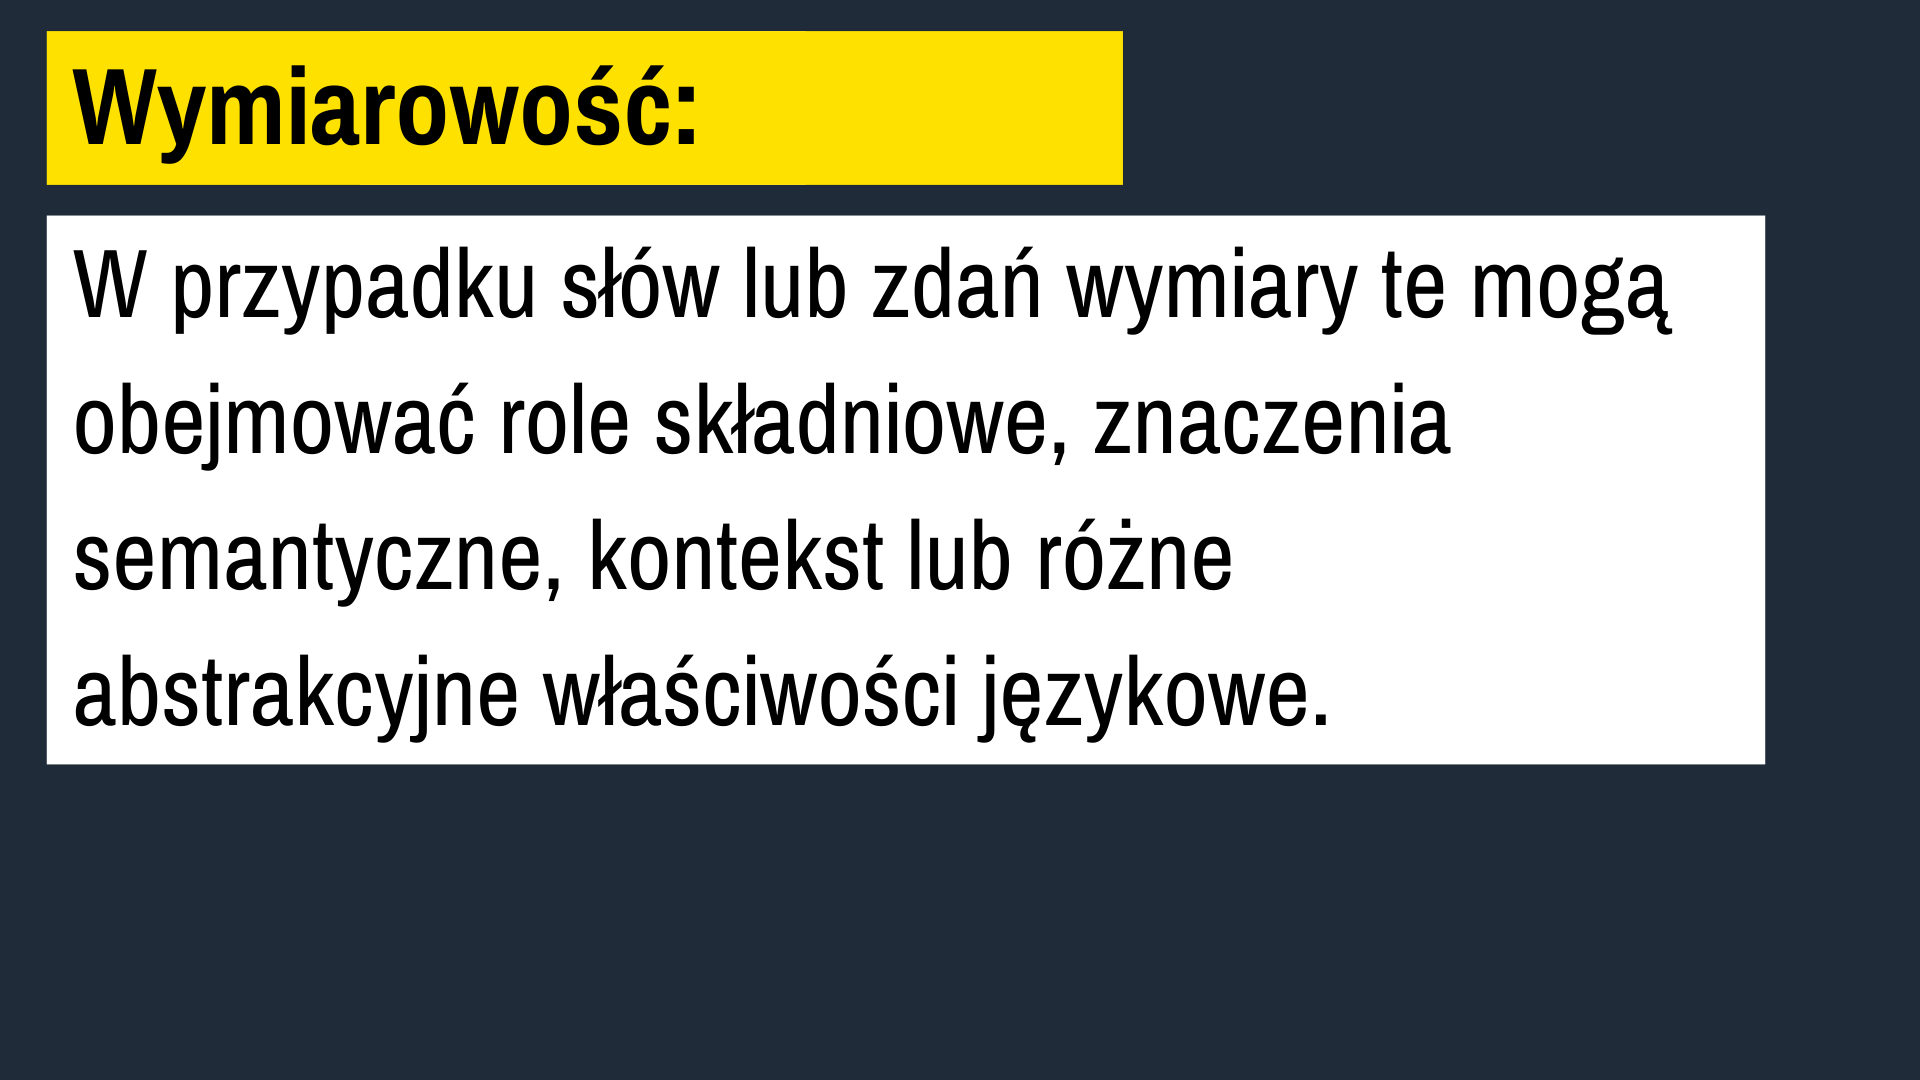 Wymiarowość:
W przypadku słów lub zdań wymiary te mogą
obejmować role składniowe, znaczenia
semantyczne, kontekst lub różne
abstrakcyjne właściwości językowe.